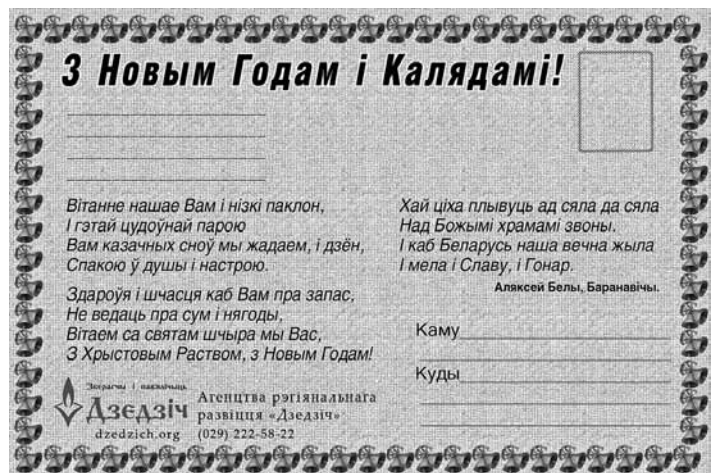 З Новым Годам і Калядамі!
Вітанне нашае Вам і нізкі паклон,
І гэтай цудоўнай парою
Вам казачных сноў мы жадаем, і дзён,
Спакою ў душы і настрою.
Здароўя і шчасця каб Вам пра запас,
Не ведаць пра сум і нягоды,
Вітаем са святам шчыра мы Вас,
З Хрыстовым Раством, з Новым Годам!
Хай ціха плывуць ад сяла да сяла
Над Божымі храмамі звоны.
І каб Беларусь наша вечна жыла
І мела і Славу, і Гонар.
Аляксей Белы, Баранавічы.
Каму
Куды
Дзедзіч
dzedzich.org
Агенцтва рэгіянальнага
развіцця «Дзедзіч»
(029) 222-58-22